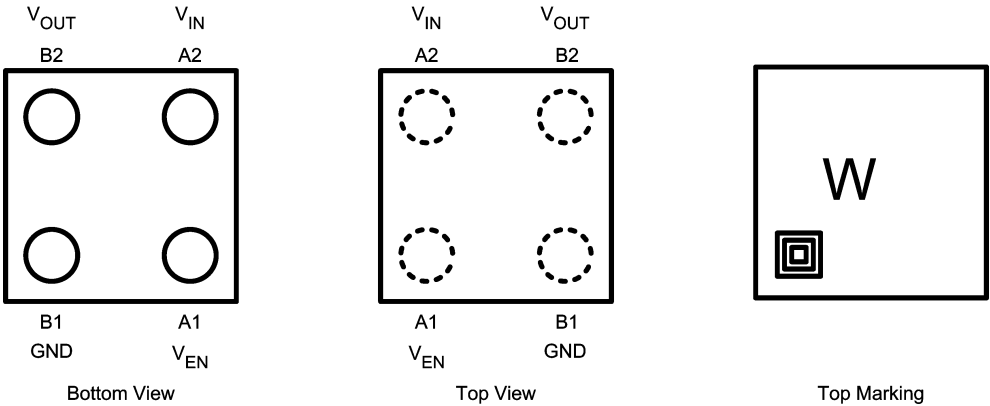 VOUT VIN VIN VOUT
B2 A2 A2 B2
W
B1 A1 A1 B1
GND VEN VEN GND
Bottom View Top View Top Marking